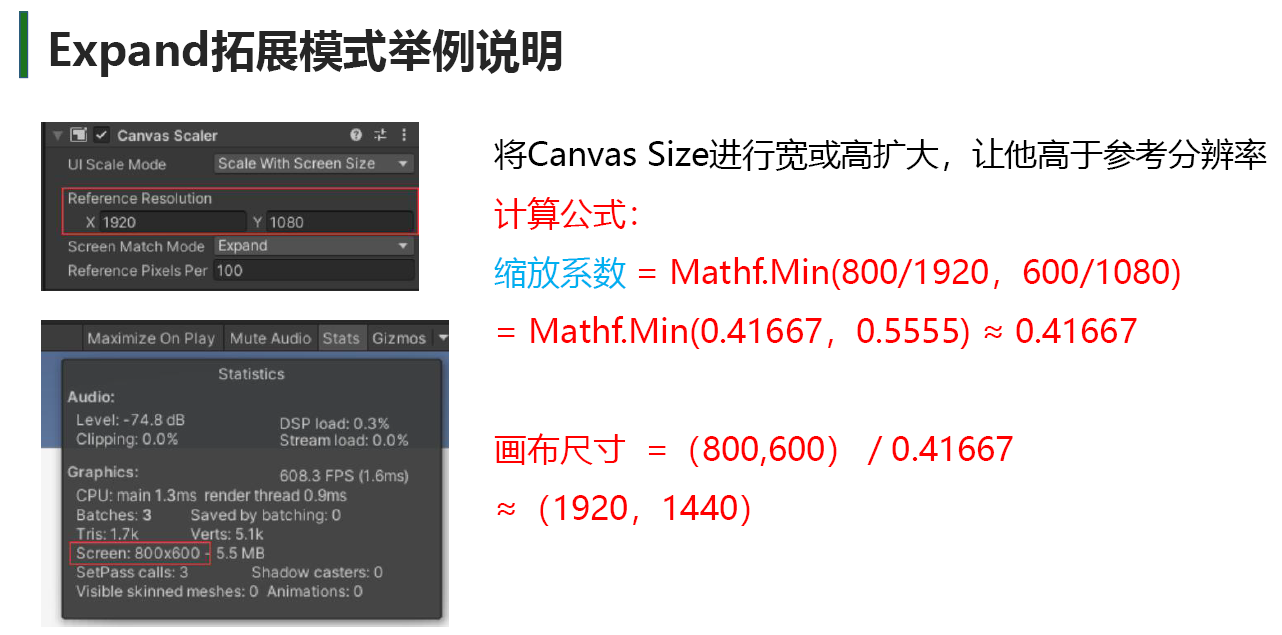 Expand拓展模式举例说明
Canvas Scaler
UI Scale Mode Scale With Screen Size
Reference Resolution
X 1920 Y 1080
Screen Match Mode Expand
Reference Pixels Per 100
Maximize On Play Mute Audio Stats Gizmos
Statistics
Audio:
Level: -74.8 dB DSP load: 0.3%
Clipping: 0.0% Stream load: 0.0%
Graphics: 608.3 FPS (1.6ms)
CPU: main 1.3ms render thread 0.9ms
Batches: 3 Saved by batching: 0
Tris: 1.7k Verts: 5.1k
Screen: 800x600 - 5.5 MB
SetPass calls: 3 Shadow casters: 0
Visible skinned meshes: 0 Animations: 0
将Canvas Size进行宽或高扩大，让他高于参考分辨率
计算公式：
缩放系数 = Mathf.Min(800/1920，600/1080)
= Mathf.Min(0.41667，0.5555) ≈ 0.41667
画布尺寸 =（800,600） / 0.41667
≈（1920，1440）